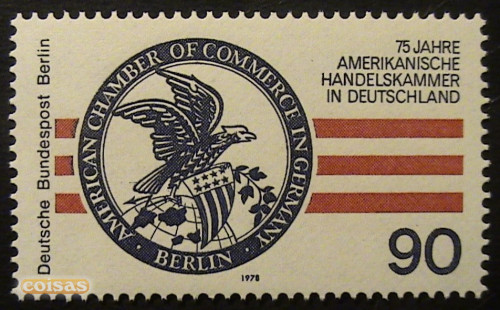 75 JAHRE
AMERIKANISCHE
HANDELSKAMMER
IN DEUTSCHLAND
Deutsche Bundespost Berlin
AMERICAN CHAMBER OF COMMERCE IN GERMANY
· BERLIN ·
90
1978
coisas